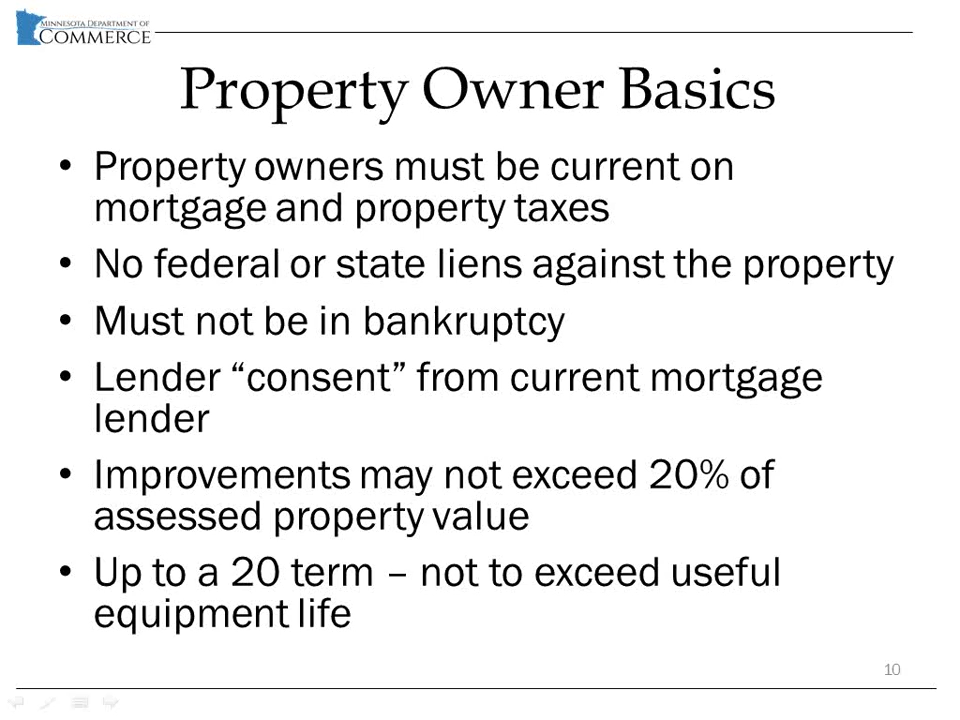 MINNESOTA DEPARTMENT OF
COMMERCE
Property Owner Basics
• Property owners must be current on
mortgage and property taxes
• No federal or state liens against the property
• Must not be in bankruptcy
• Lender “consent” from current mortgage
lender
• Improvements may not exceed 20% of
assessed property value
• Up to a 20 term – not to exceed useful
equipment life
10